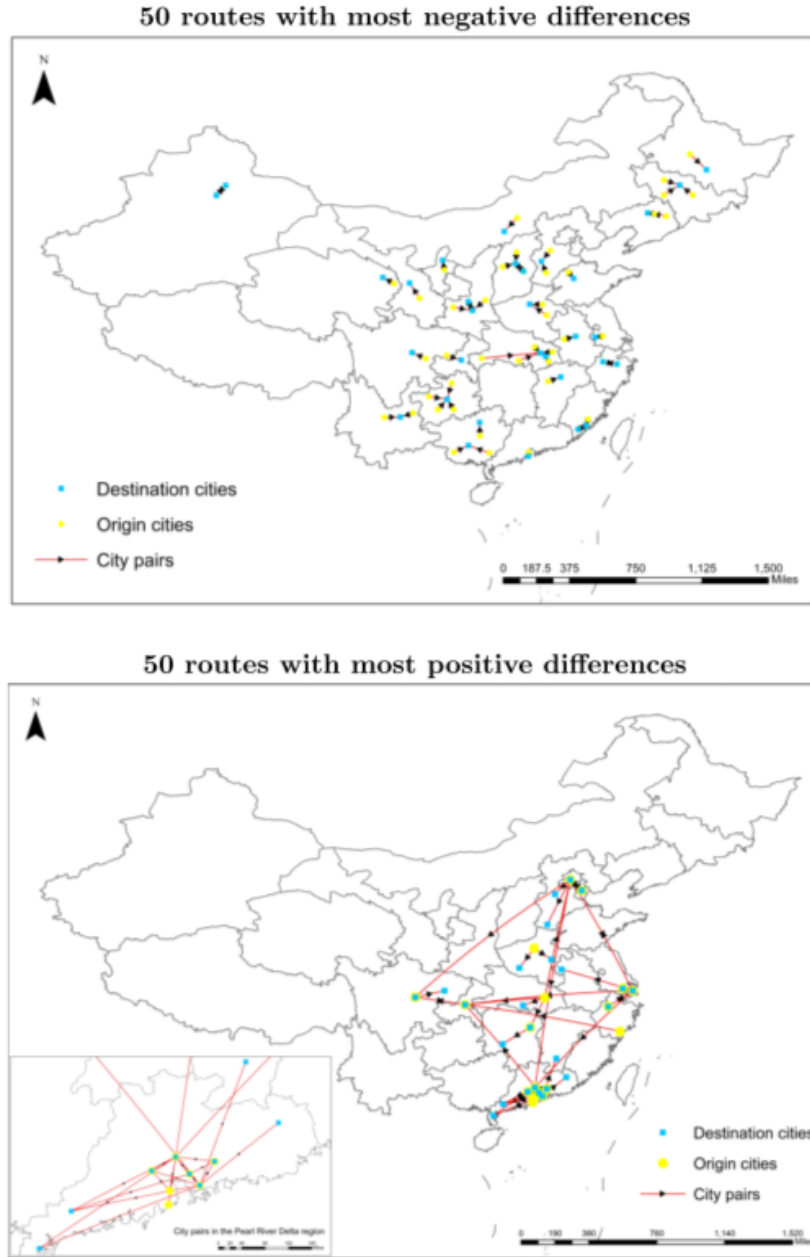 50 routes with most negative differences
N
Destination cities
Origin cities
City pairs
0 187.5 375 750 1,125 1,500
Miles
50 routes with most positive differences
N
Destination cities
Origin cities
City pairs
City pairs in the Pearl River Delta region
0 190 380 760 1,140 1,520